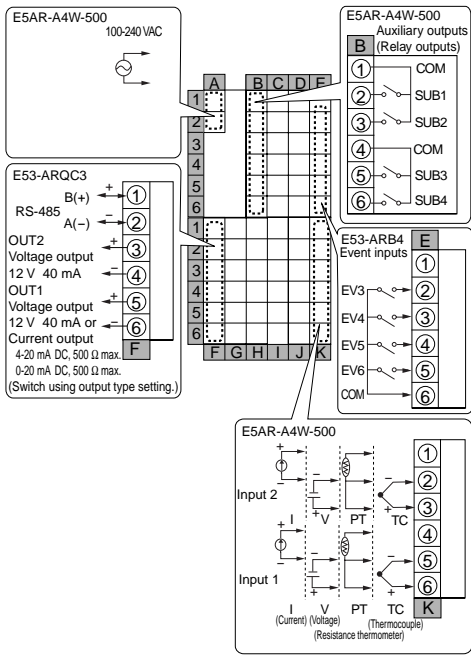 E5AR-A4W-500
100-240 VAC
E5AR-A4W-500
Auxiliary outputs
(Relay outputs)
B
1 COM
2 SUB1
3 SUB2
4 COM
5 SUB3
6 SUB4
A B C D E
1
2
3
4
5
6
1
2
3
4
5
6
F G H I J K
E53-ARQC3
B(+) + 1
RS-485
A(−) − 2
OUT2
Voltage output
12 V 40 mA
+ 3
− 4
OUT1
Voltage output
12 V 40 mA or
Current output
4-20 mA DC, 500 Ω max.
0-20 mA DC, 500 Ω max.
(Switch using output type setting.)
+ 5
− 6
F
E53-ARB4
Event inputs
E
1
EV3 2
EV4 3
EV5 4
EV6 5
COM 6
E5AR-A4W-500
Input 2
+ − − +
− +
I V PT TC
Input 1
+ − − +
− +
I V PT TC
(Current) (Voltage) (Thermocouple)
(Resistance thermometer)
1
2
3
4
5
6
K